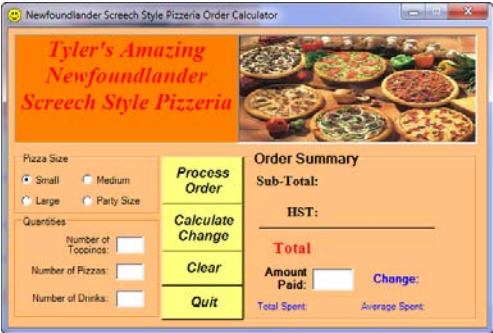 Newfoundlander Screech Style Pizzeria Order Calculator
Tyler's Amazing
Newfoundlander
Screech Style Pizzeria
Pizza Size
Small
Medium
Large
Party Size
Quantities
Number of
Toppings:
Number of Pizzas:
Number of Drinks:
Process
Order
Calculate
Change
Clear
Quit
Order Summary
Sub-Total:
HST:
Total
Amount
Paid:
Change:
Total Spent:
Average Spent: